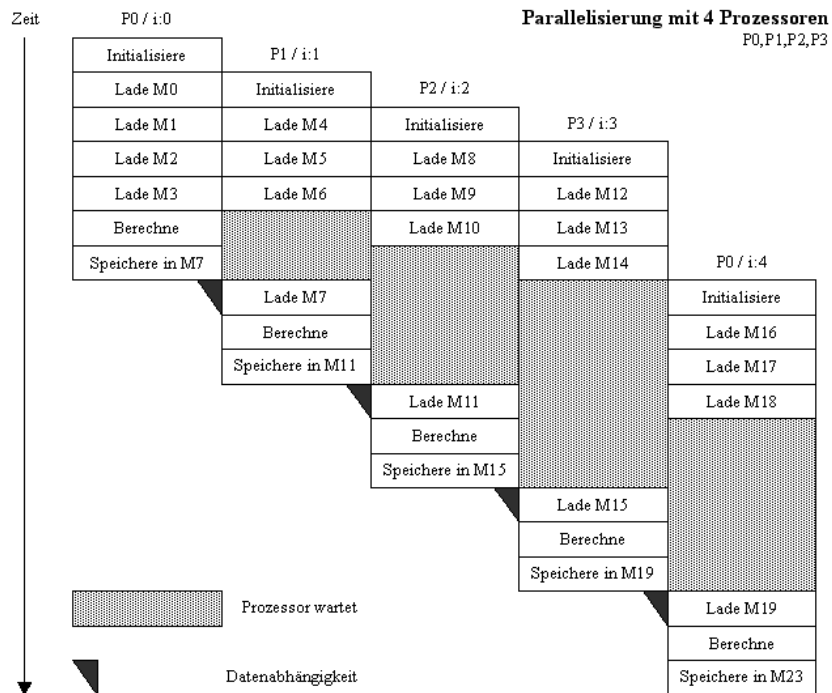 Zeit
P0 / i:0
Parallelisierung mit 4 Prozessoren
P0,P1,P2,P3
Initialisiere
P1 / i:1
Lade M0
Initialisiere
P2 / i:2
Lade M1
Lade M4
Initialisiere
P3 / i:3
Lade M2
Lade M5
Lade M8
Initialisiere
Lade M3
Lade M6
Lade M9
Lade M12
Berechne
Lade M10
Lade M13
Speichere in M7
Lade M14
P0 / i:4
Lade M7
Initialisiere
Berechne
Lade M16
Speichere in M11
Lade M17
Lade M11
Lade M18
Berechne
Speichere in M15
Lade M15
Berechne
Speichere in M19
Prozessor wartet
Lade M19
Berechne
Datenabhängigkeit
Speichere in M23